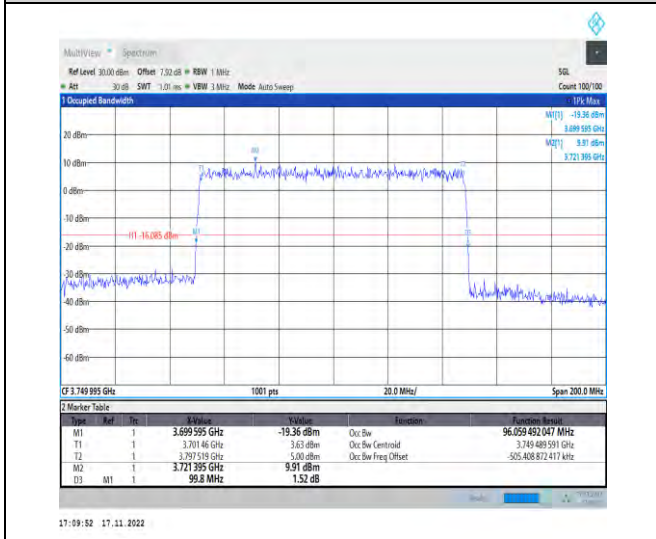 MultiView Spectrum
Ref Level 30.00 dBm Offset 7.92 dB RBW 1 MHz SGL
Att 30 dB SWT 1.01 ms VBW 3 MHz Mode Auto Sweep Count 100/100
1 Occupied Bandwidth 1Pk Max
M1[1] -19.36 dBm
3.699 595 GHz
M2[1] 9.91 dBm
3.721 395 GHz
20 dBm
M2
10 dBm
T1
0 dBm
-10 dBm
M1
H1 -16.085 dBm
-20 dBm
-30 dBm
-40 dBm
-50 dBm
-60 dBm
CF 3.749 995 GHz 1001 pts 20.0 MHz/ Span 200.0 MHz
2 Marker Table
Type Ref Trc X-Value Y-Value Function Function Result
M1 1 3.699 595 GHz -19.36 dBm Occ Bw 96.059 492 047 MHz
T1 1 3.701 46 GHz 3.63 dBm Occ Bw Centroid 3.749 489 591 GHz
T2 1 3.797 519 GHz 5.00 dBm Occ Bw Freq Offset -505.408 872 417 kHz
M2 1 3.721 395 GHz 9.91 dBm
D3 M1 1 99.8 MHz 1.52 dB
17:09:52 17.11.2022